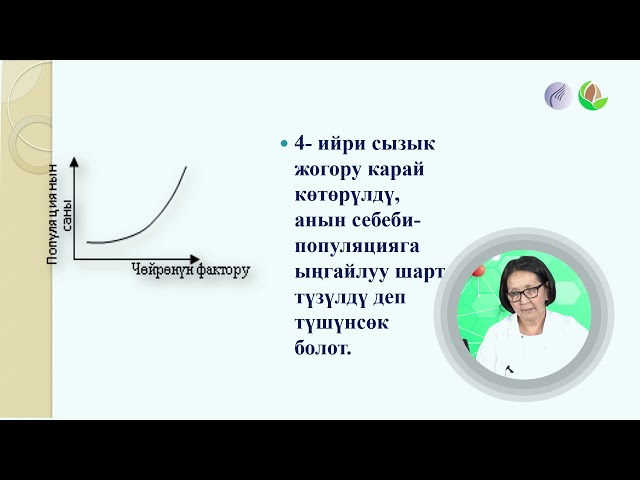 Популяциянын
саны
Чөйрөнүн фактору
4- ийри сызык
жогору карай
көтөрүлдү,
анын себеби-
популяцияга
ыңгайлуу шарт
түзүлдү деп
түшүнсөк
болот.